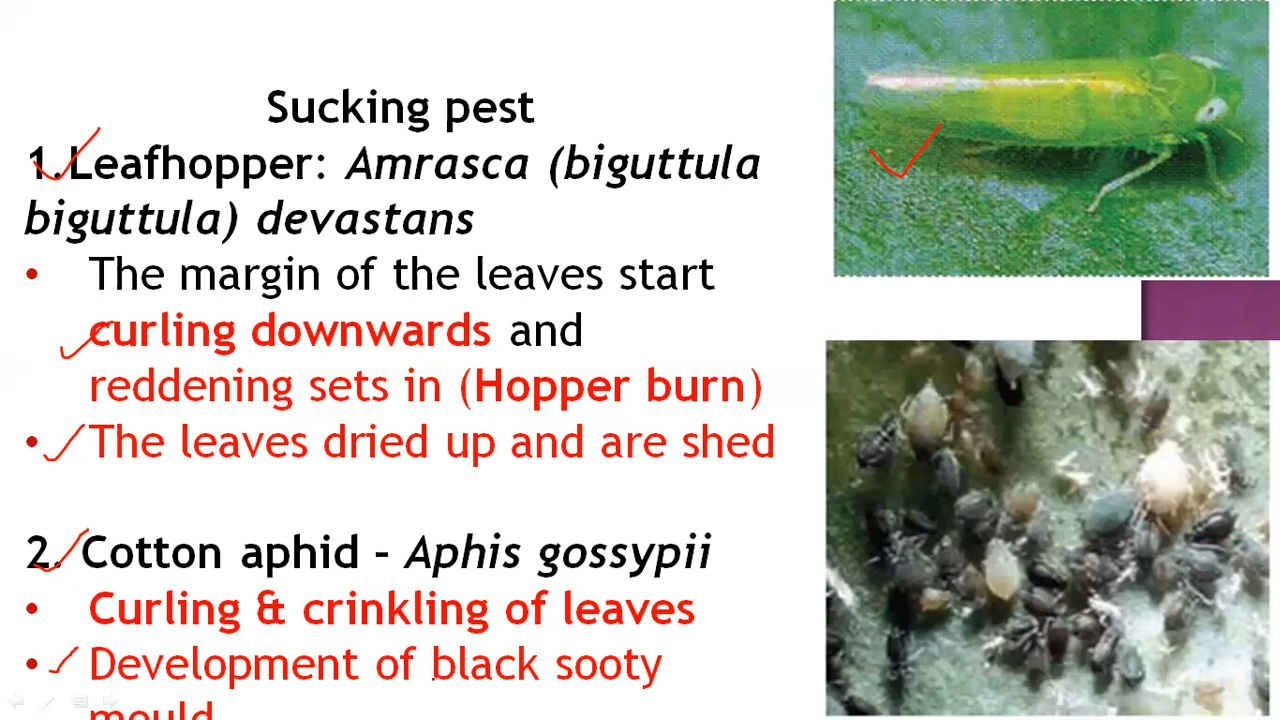 Sucking pest
1. Leafhopper: Amrasca (biguttula
biguttula) devastans
• The margin of the leaves start
curling downwards and
reddening sets in (Hopper burn)
• The leaves dried up and are shed
2. Cotton aphid – Aphis gossypii
• Curling & crinkling of leaves
• Development of black sooty
mould